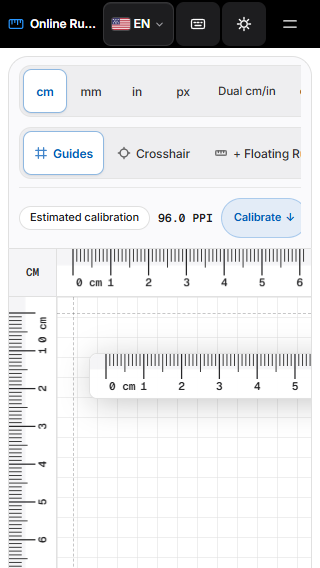 Online Ru... EN
cm mm in px Dual cm/in
Guides Crosshair + Floating Ru
Estimated calibration 96.0 PPI Calibrate ↓
CM
0 cm 1 2 3 4 5 6
0 cm 1 2 3 4 5
0 cm
1
2
3
4
5
6